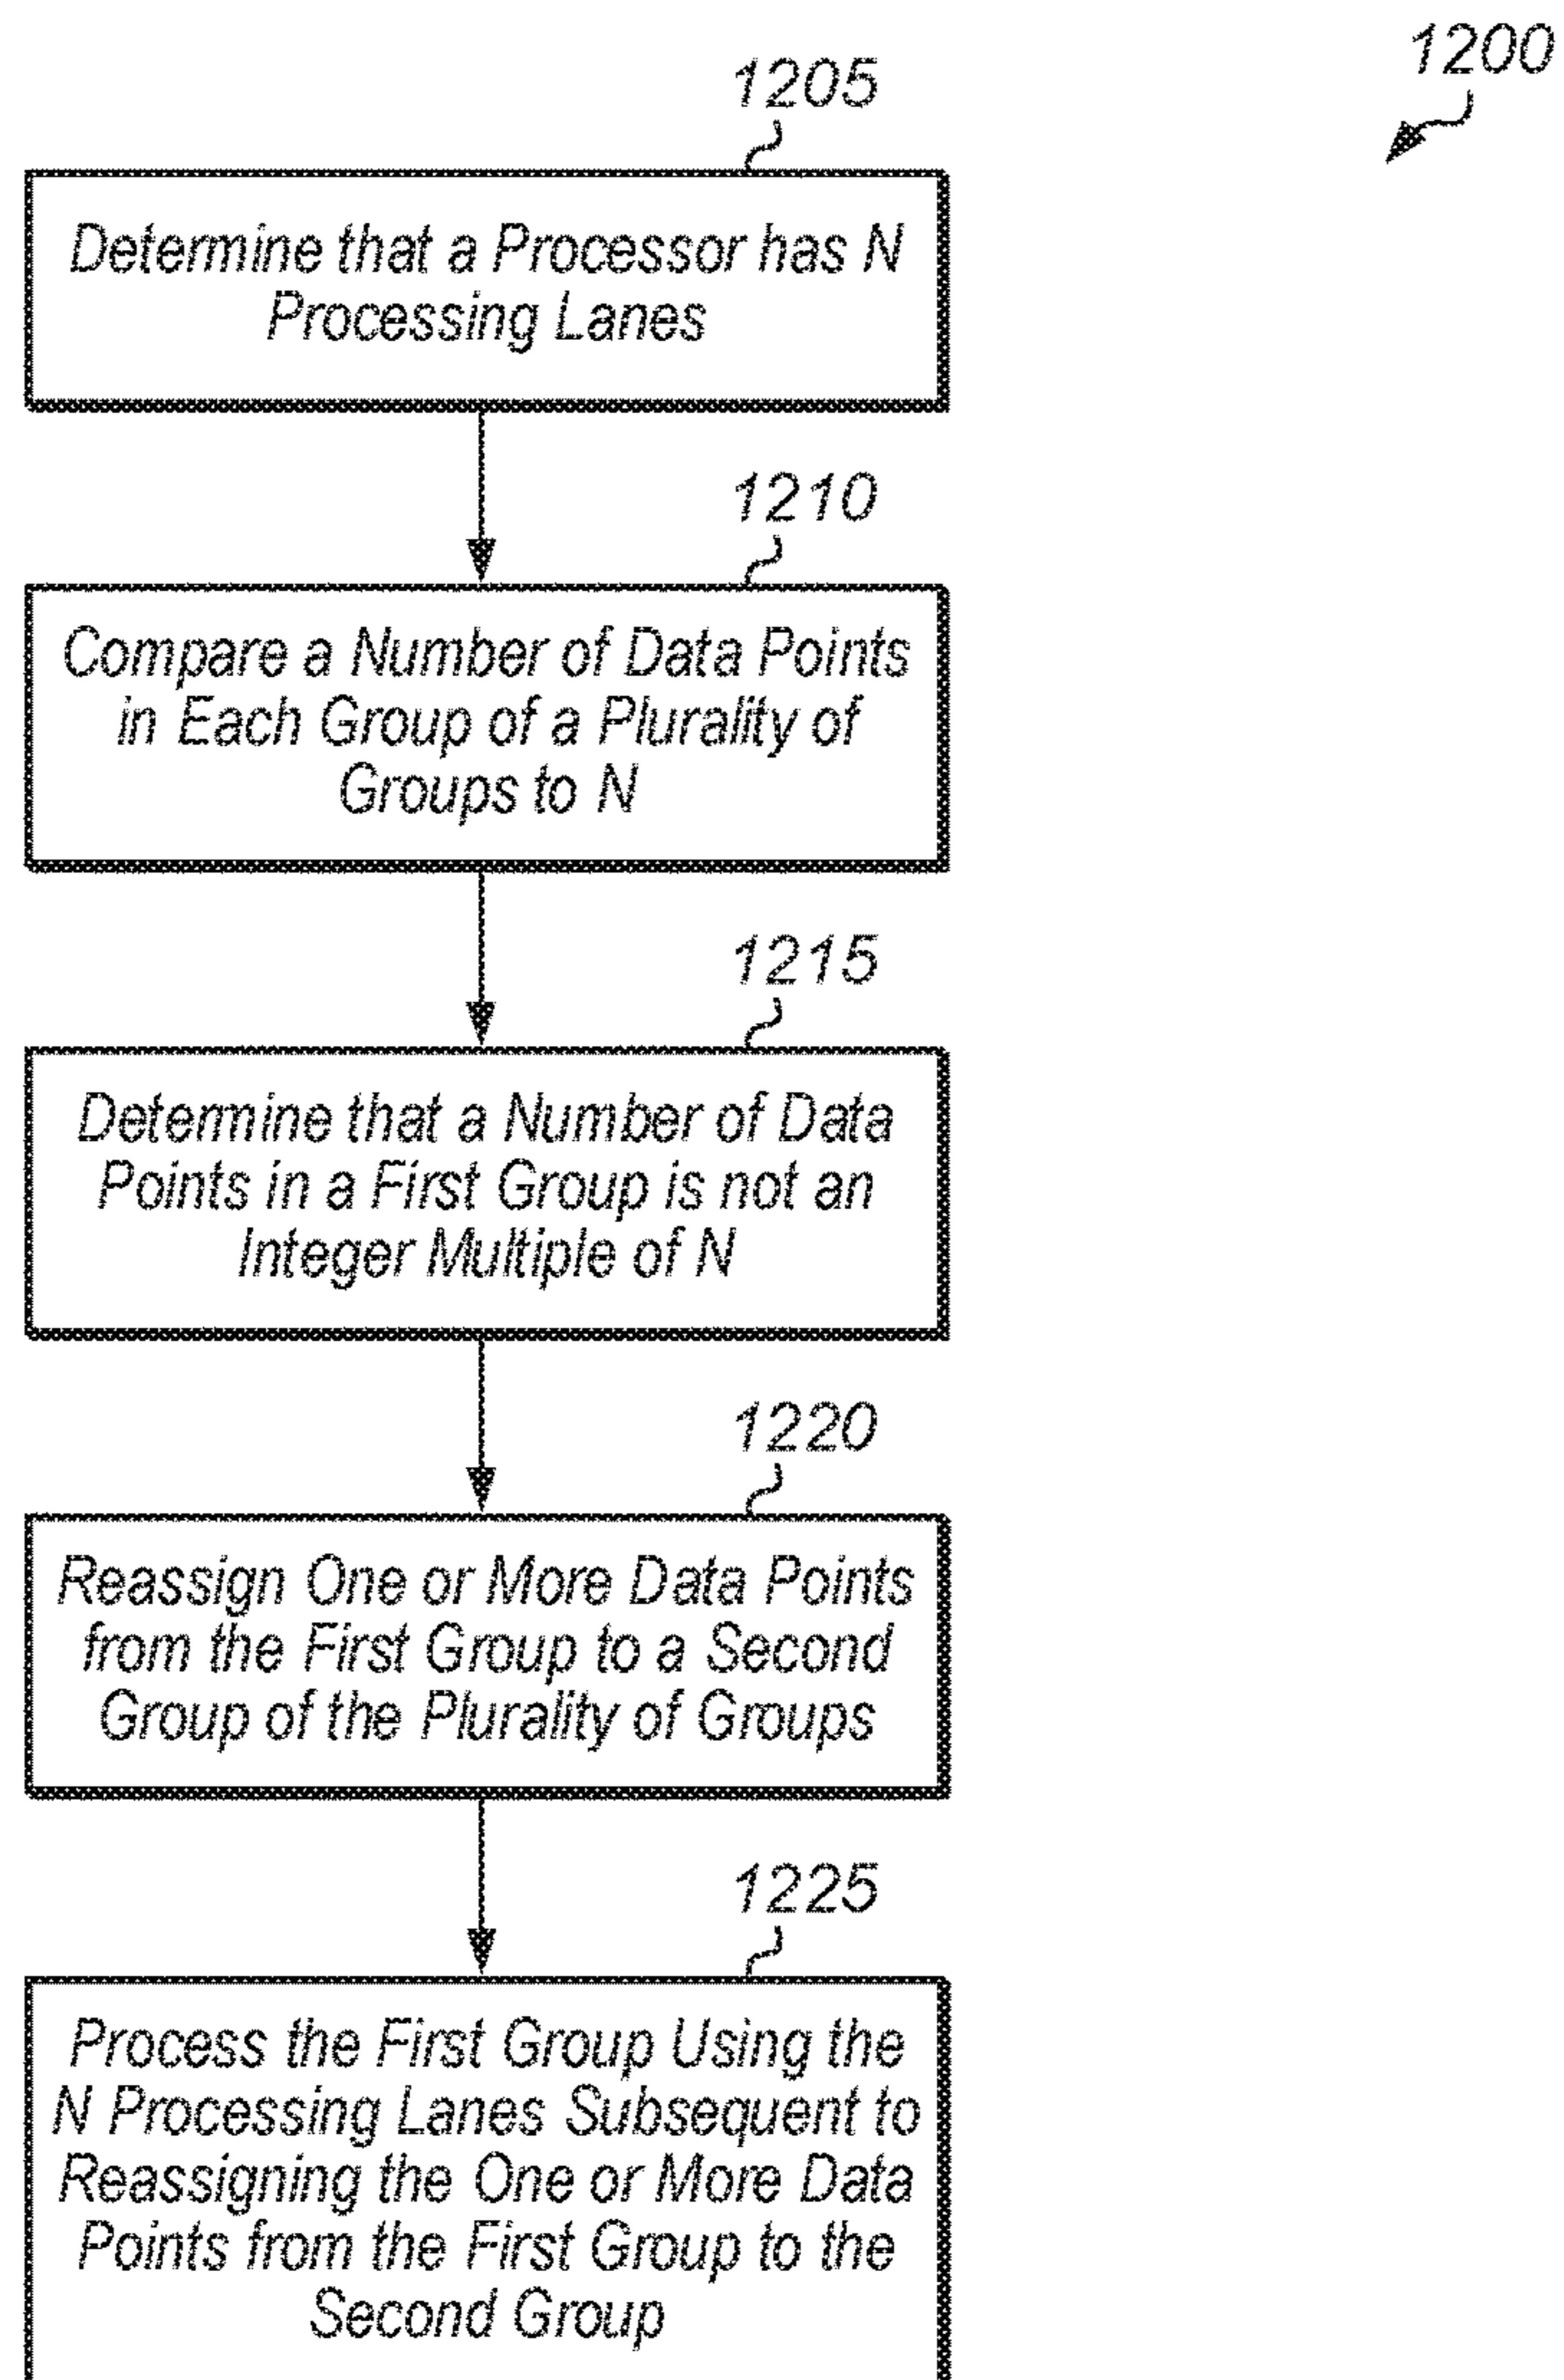 1200
1205
Determine that a Processor has N
Processing Lanes
1210
Compare a Number of Data Points
in Each Group of a Plurality of
Groups to N
1215
Determine that a Number of Data
Points in a First Group is not an
Integer Multiple of N
1220
Reassign One or More Data Points
from the First Group to a Second
Group of the Plurality of Groups
1225
Process the First Group Using the
N Processing Lanes Subsequent to
Reassigning the One or More Data
Points from the First Group to the
Second Group